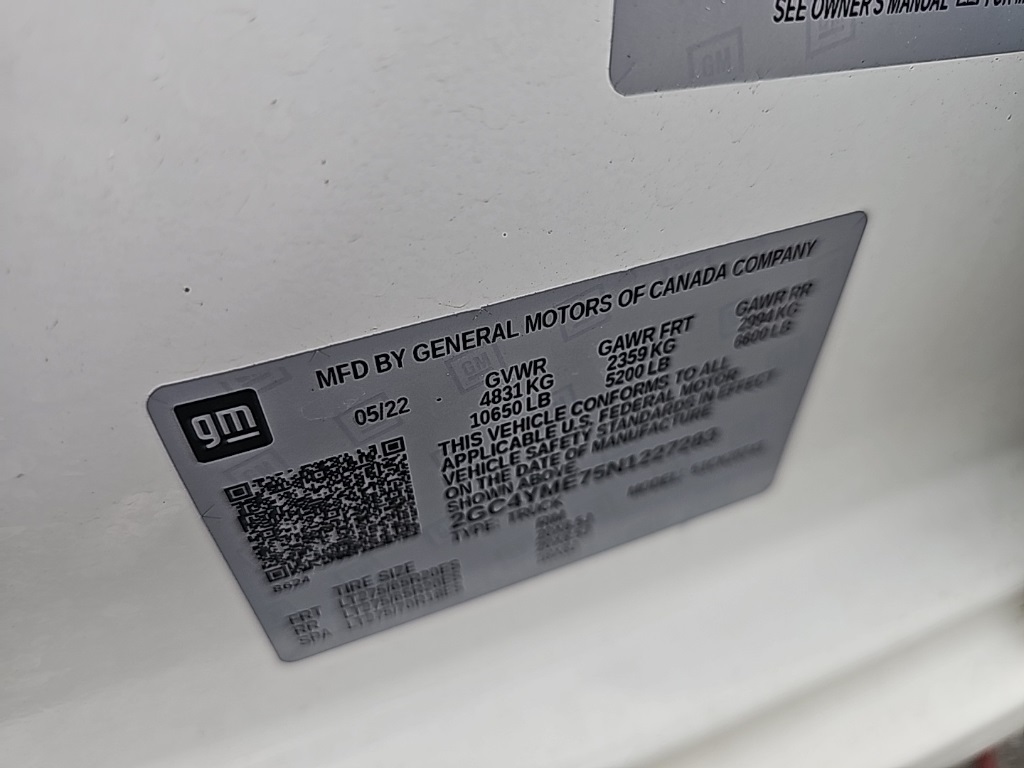 SEE OWNER'S MANUAL
MFD BY GENERAL MOTORS OF CANADA COMPANY
gm
05/22
GVWR
4831 KG
10650 LB
GAWR FRT
2359 KG
5200 LB
GAWR RR
2994 KG
6600 LB
THIS VEHICLE CONFORMS TO ALL
APPLICABLE U.S. FEDERAL MOTOR
VEHICLE SAFETY STANDARDS IN EFFECT
ON THE DATE OF MANUFACTURE
SHOWN ABOVE.
2GC4YME75N1227283
TYPE: TRUCK
MODEL:
TIRE SIZE
FRT
RR
SPA